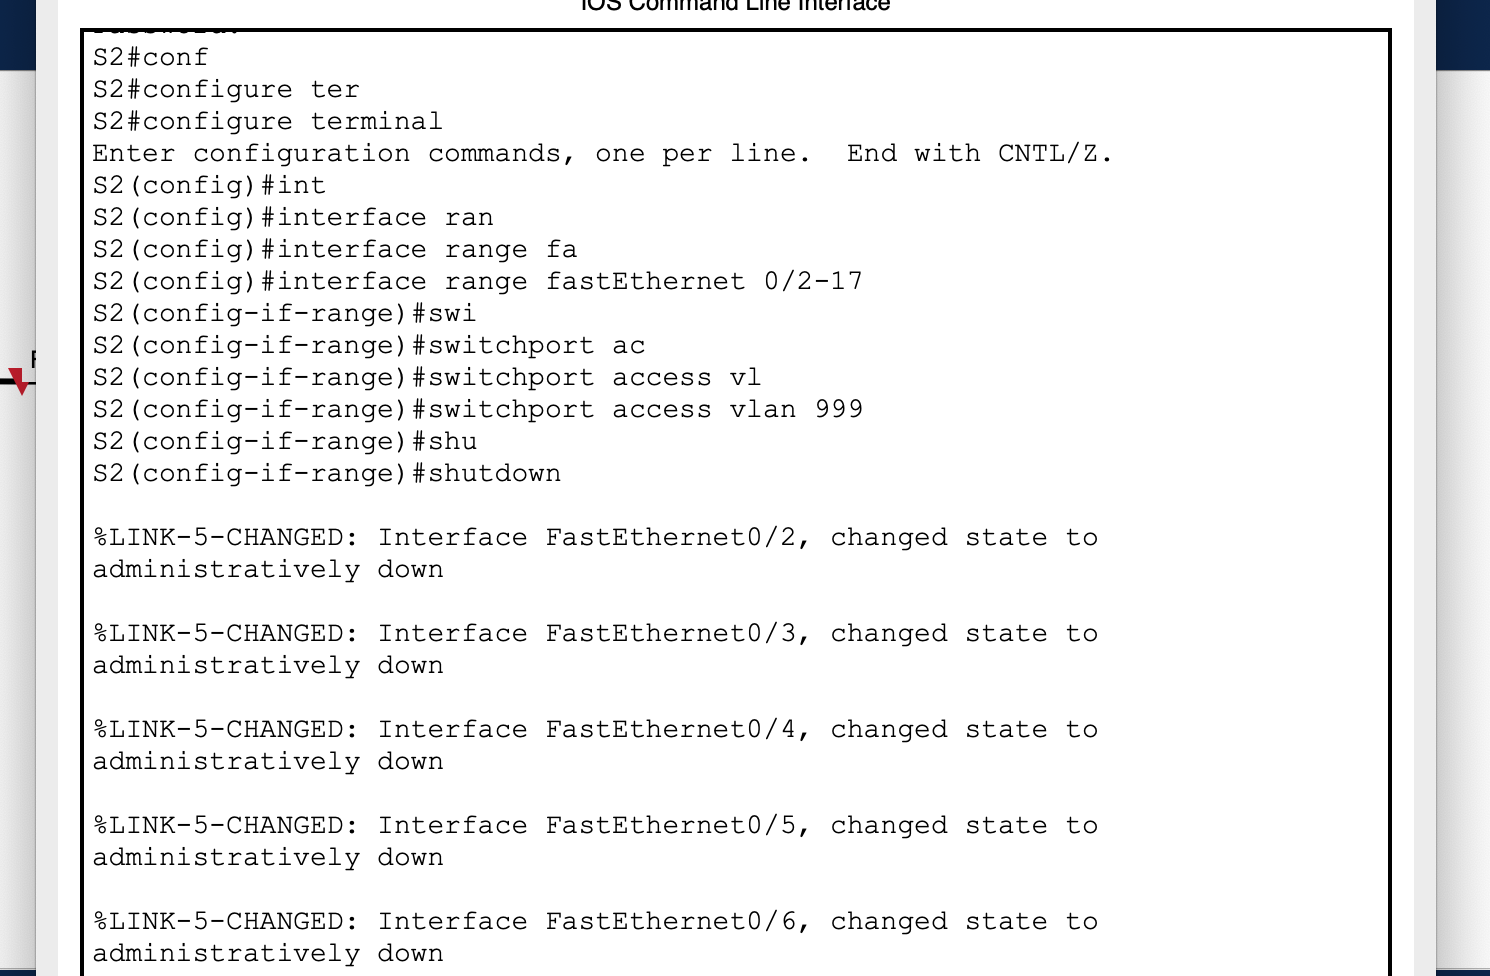 IOS Command Line Interface
S2#conf
S2#configure ter
S2#configure terminal
Enter configuration commands, one per line.  End with CNTL/Z.
S2(config)#int
S2(config)#interface ran
S2(config)#interface range fa
S2(config)#interface range fastEthernet 0/2-17
S2(config-if-range)#swi
S2(config-if-range)#switchport ac
S2(config-if-range)#switchport access vl
S2(config-if-range)#switchport access vlan 999
S2(config-if-range)#shu
S2(config-if-range)#shutdown
%LINK-5-CHANGED: Interface FastEthernet0/2, changed state to
administratively down
%LINK-5-CHANGED: Interface FastEthernet0/3, changed state to
administratively down
%LINK-5-CHANGED: Interface FastEthernet0/4, changed state to
administratively down
%LINK-5-CHANGED: Interface FastEthernet0/5, changed state to
administratively down
%LINK-5-CHANGED: Interface FastEthernet0/6, changed state to
administratively down